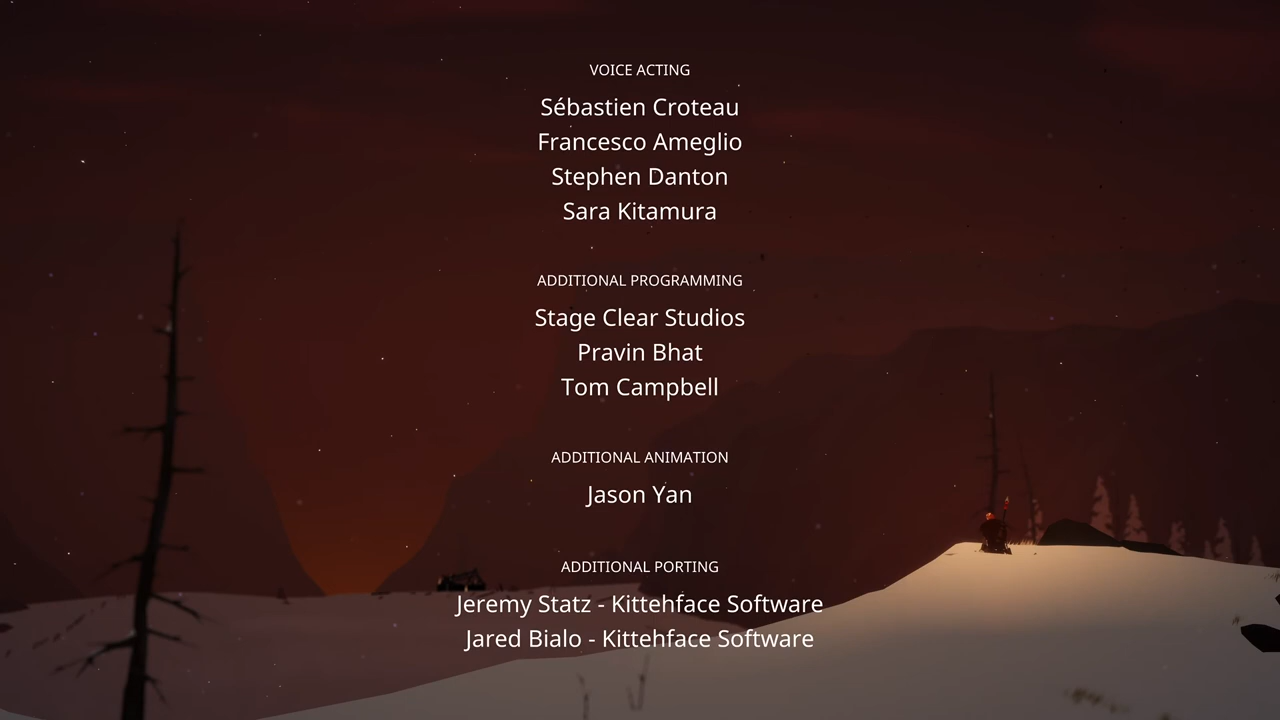 VOICE ACTING
Sébastien Croteau
Francesco Ameglio
Stephen Danton
Sara Kitamura
ADDITIONAL PROGRAMMING
Stage Clear Studios
Pravin Bhat
Tom Campbell
ADDITIONAL ANIMATION
Jason Yan
ADDITIONAL PORTING
Jeremy Statz - Kittehface Software
Jared Bialo - Kittehface Software